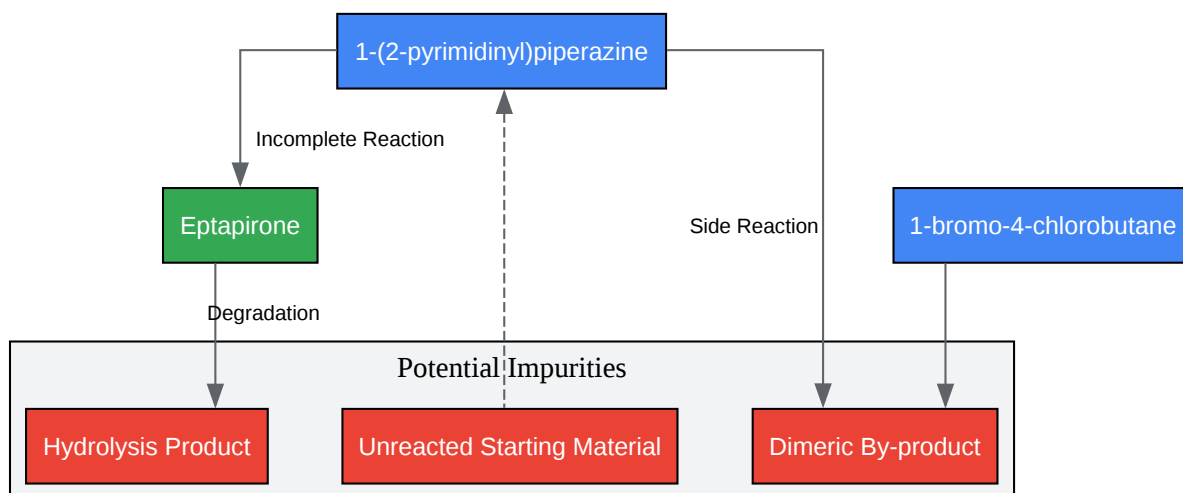 1-(2-pyrimidinyl)piperazine
Incomplete Reaction
Eptapirone
Side Reaction
1-bromo-4-chlorobutane
Degradation
Potential Impurities
Hydrolysis Product
Unreacted Starting Material
Dimeric By-product